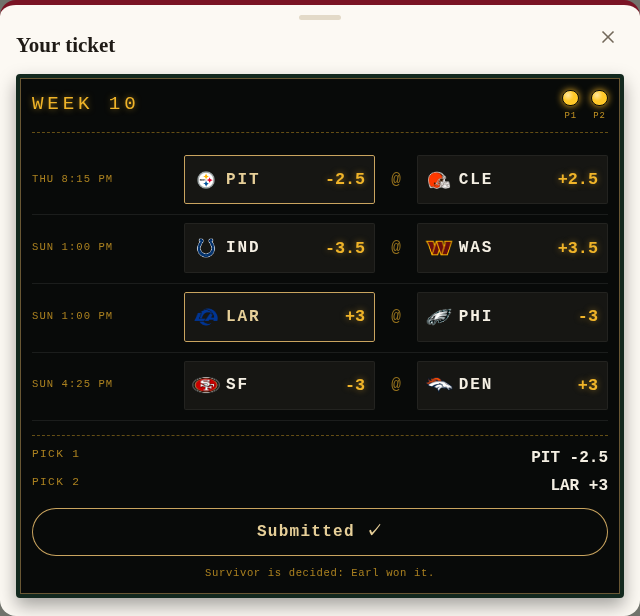 Your ticket
WEEK 10
P1 P2
THU 8:15 PM PIT -2.5 @ CLE +2.5
SUN 1:00 PM IND -3.5 @ WAS +3.5
SUN 1:00 PM LAR +3 @ PHI -3
SUN 4:25 PM SF -3 @ DEN +3
PICK 1 PIT -2.5
PICK 2 LAR +3
Submitted ✓
Survivor is decided: Earl won it.